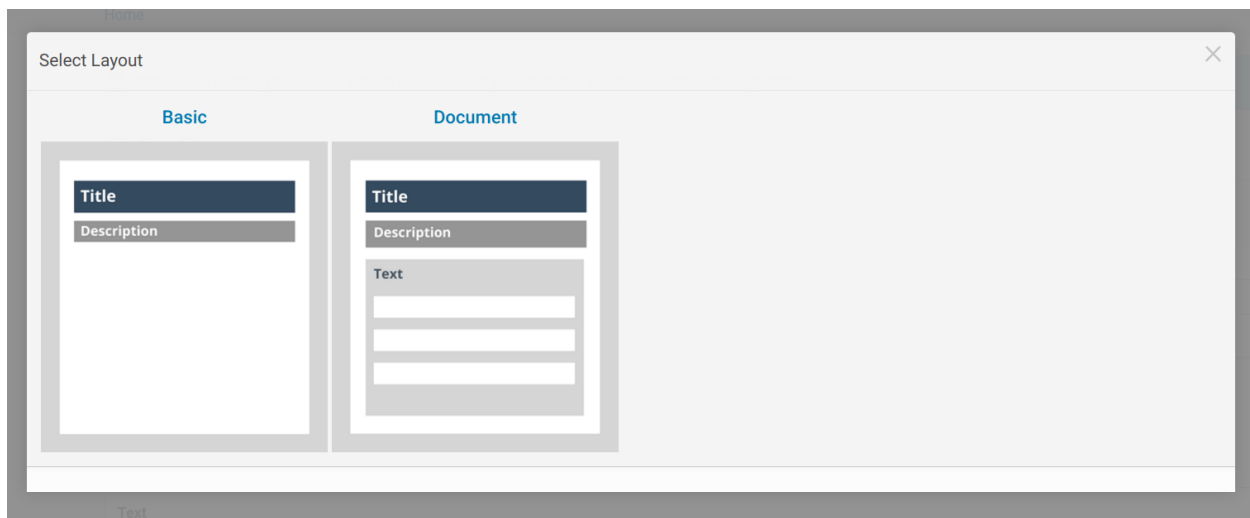 Home
Select Layout
Basic
Document
Title
Description
Title
Description
Text
Text